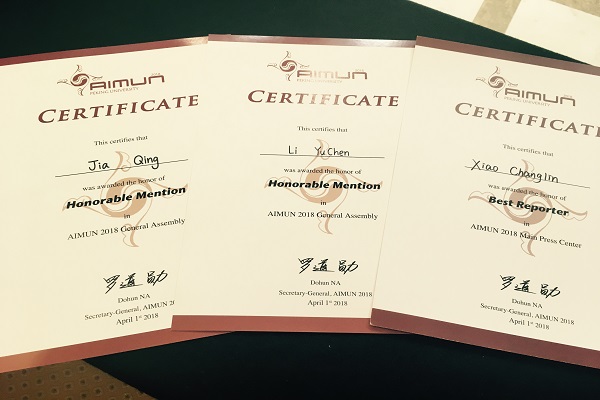 AIMUN
PEKING UNIVERSITY
CERTIFICATE
This certifies that
Jia Qing
was awarded the honor of
Honorable Mention
in
AIMUN 2018 General Assembly
罗道勋
Dohun NA
Secretary-General, AIMUN 20
April 1st 2018
AIMUN
PEKING UNIVERSITY
CERTIFICATE
This certifies that
Li YuChen
was awarded the honor of
Honorable Mention
in
AIMUN 2018 General Assembly
罗道勋
Dohun NA
Secretary-General, AIMUN 2018
April 1st 2018
AIMUN
PEKING UNIVERSITY
CERTIFICATE
This certifies that
Xiao Changlin
was awarded the honor of
Best Reporter
in
AIMUN 2018 Main Press Center
罗道勋
Dohun NA
Secretary-General, AIMUN 2018
April 1st 2018